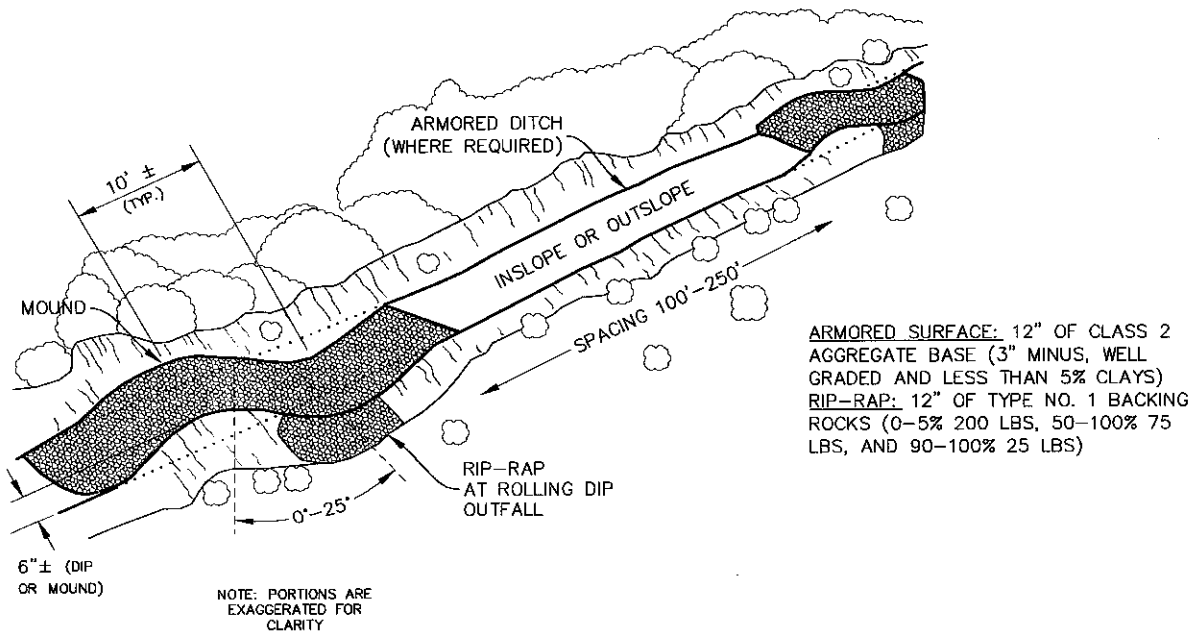 ARMORED DITCH
(WHERE REQUIRED)
10' ±
(TYP.)
INSLOPE OR OUTSLOPE
MOUND
SPACING 100'-250'
ARMORED SURFACE: 12" OF CLASS 2
AGGREGATE BASE (3" MINUS, WELL
GRADED AND LESS THAN 5% CLAYS)
RIP-RAP: 12" OF TYPE NO. 1 BACKING
ROCKS (0-5% 200 LBS, 50-100% 75
LBS, AND 90-100% 25 LBS)
RIP-RAP
AT ROLLING DIP
OUTFALL
0°-25°
6"± (DIP
OR MOUND)
NOTE: PORTIONS ARE
EXAGGERATED FOR
CLARITY